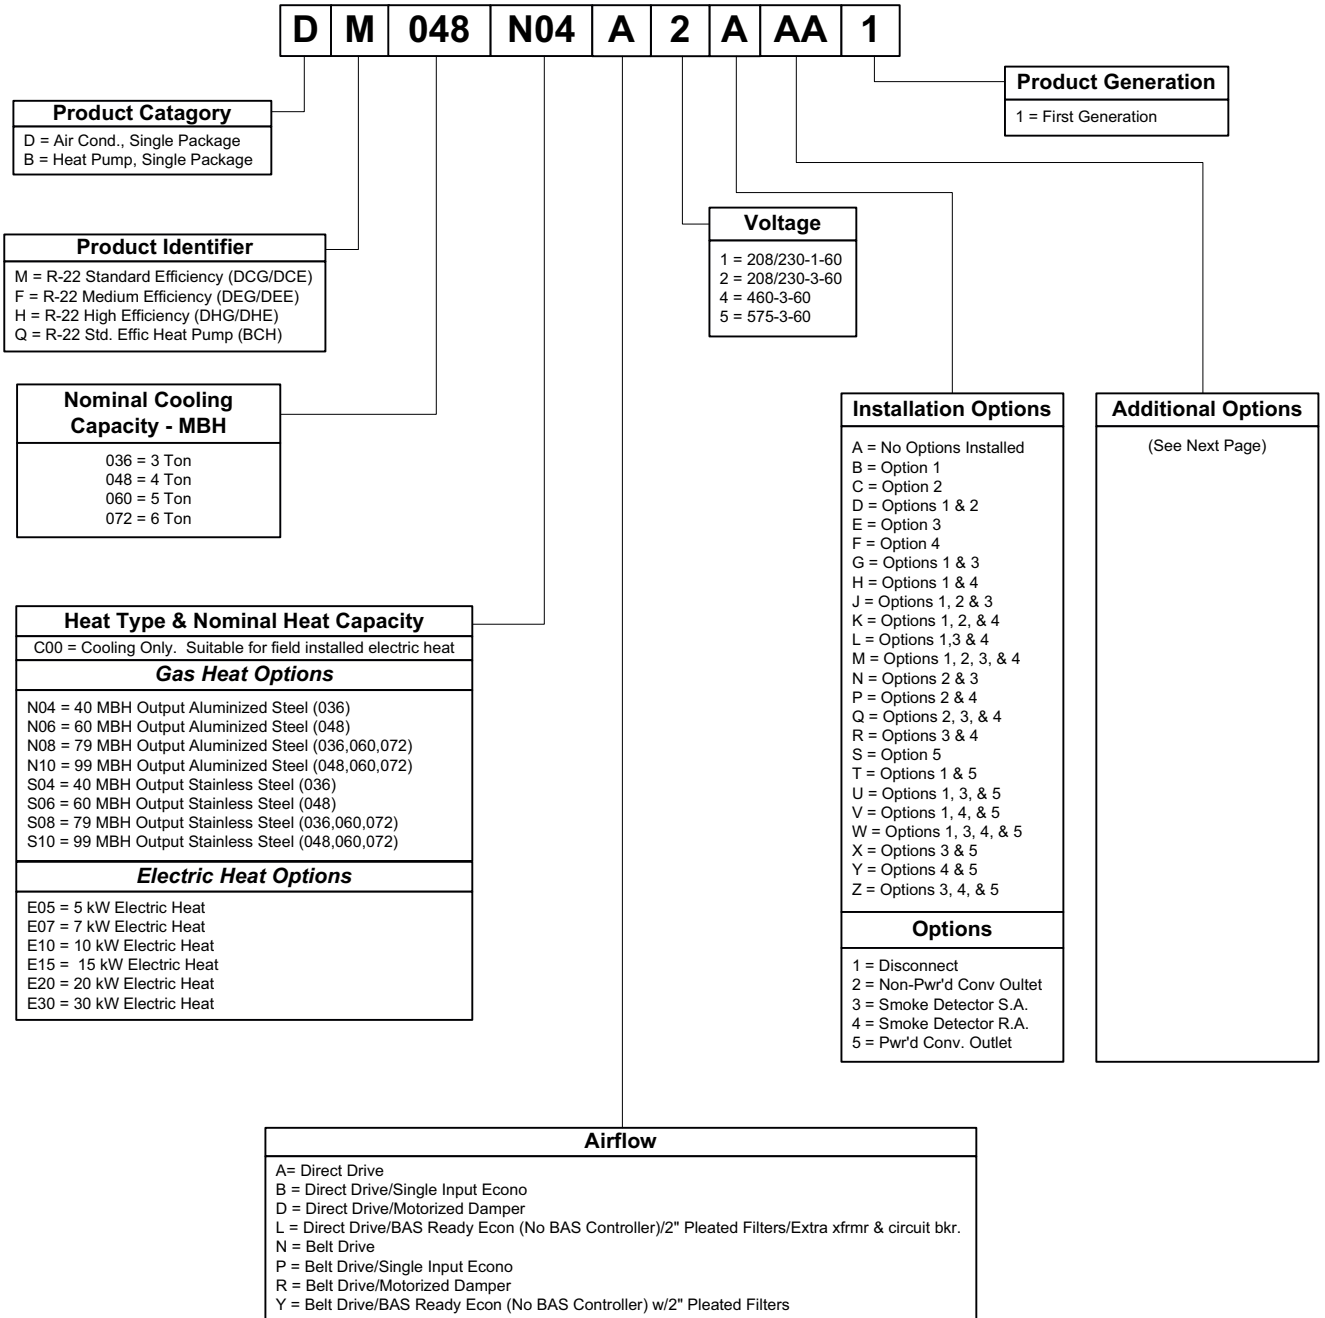 D M 048 N04 A 2 A AA 1
Product Generation
1 = First Generation
Product Catagory
D = Air Cond., Single Package
B = Heat Pump, Single Package
Voltage
1 = 208/230-1-60
2 = 208/230-3-60
4 = 460-3-60
5 = 575-3-60
Product Identifier
M = R-22 Standard Efficiency (DCG/DCE)
F = R-22 Medium Efficiency (DEG/DEE)
H = R-22 High Efficiency (DHG/DHE)
Q = R-22 Std. Effic Heat Pump (BCH)
Nominal Cooling
Capacity - MBH
036 = 3 Ton
048 = 4 Ton
060 = 5 Ton
072 = 6 Ton
Installation Options
A = No Options Installed
B = Option 1
C = Option 2
D = Options 1 & 2
E = Option 3
F = Option 4
G = Options 1 & 3
H = Options 1 & 4
J = Options 1, 2 & 3
K = Options 1, 2, & 4
L = Options 1,3 & 4
M = Options 1, 2, 3, & 4
N = Options 2 & 3
P = Options 2 & 4
Q = Options 2, 3, & 4
R = Options 3 & 4
S = Option 5
T = Options 1 & 5
U = Options 1, 3, & 5
V = Options 1, 4, & 5
W = Options 1, 3, 4, & 5
X = Options 3 & 5
Y = Options 4 & 5
Z = Options 3, 4, & 5
Options
1 = Disconnect
2 = Non-Pwr'd Conv Oultet
3 = Smoke Detector S.A.
4 = Smoke Detector R.A.
5 = Pwr'd Conv. Outlet
Additional Options
(See Next Page)
Heat Type & Nominal Heat Capacity
C00 = Cooling Only. Suitable for field installed electric heat
Gas Heat Options
N04 = 40 MBH Output Aluminized Steel (036)
N06 = 60 MBH Output Aluminized Steel (048)
N08 = 79 MBH Output Aluminized Steel (036,060,072)
N10 = 99 MBH Output Aluminized Steel (048,060,072)
S04 = 40 MBH Output Stainless Steel (036)
S06 = 60 MBH Output Stainless Steel (048)
S08 = 79 MBH Output Stainless Steel (036,060,072)
S10 = 99 MBH Output Stainless Steel (048,060,072)
Electric Heat Options
E05 = 5 kW Electric Heat
E07 = 7 kW Electric Heat
E10 = 10 kW Electric Heat
E15 = 15 kW Electric Heat
E20 = 20 kW Electric Heat
E30 = 30 kW Electric Heat
Airflow
A= Direct Drive
B = Direct Drive/Single Input Econo
D = Direct Drive/Motorized Damper
L = Direct Drive/BAS Ready Econ (No BAS Controller)/2" Pleated Filters/Extra xfrmr & circuit bkr.
N = Belt Drive
P = Belt Drive/Single Input Econo
R = Belt Drive/Motorized Damper
Y = Belt Drive/BAS Ready Econ (No BAS Controller) w/2" Pleated Filters